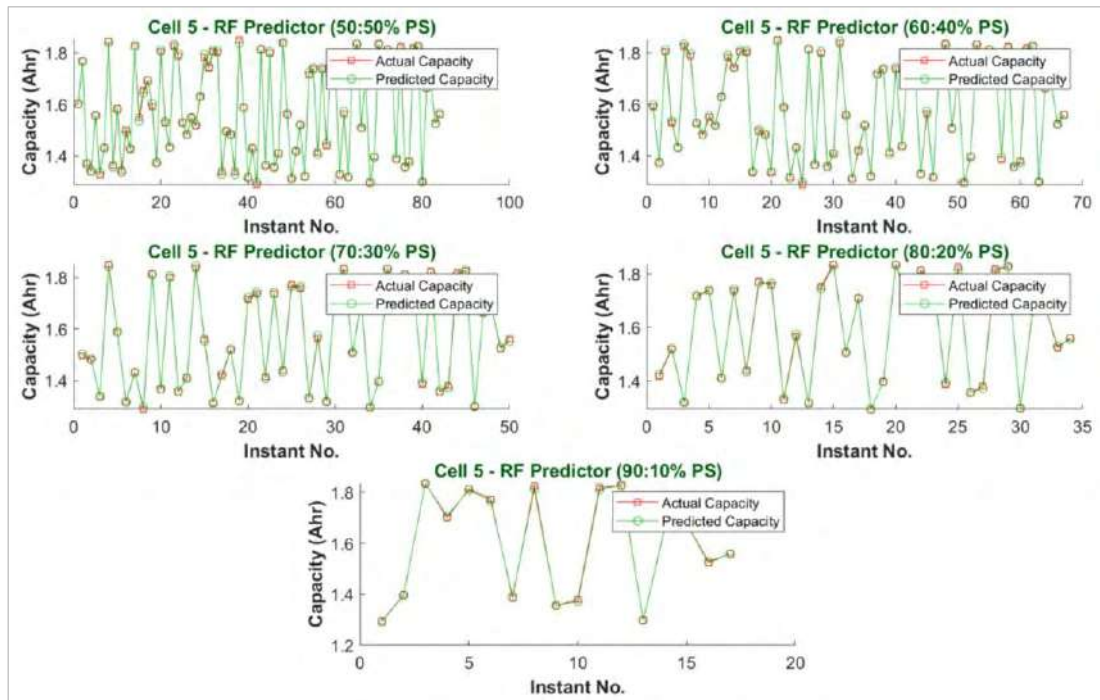 Cell 5 - RF Predictor (50:50% PS)
Capacity (Ahr)
1.8
1.6
1.4
Actual Capacity
Predicted Capacity
0 20 40 60 80 100
Instant No.
Cell 5 - RF Predictor (60:40% PS)
Capacity (Ahr)
1.8
1.6
1.4
Actual Capacity
Predicted Capacity
0 10 20 30 40 50 60 70
Instant No.
Cell 5 - RF Predictor (70:30% PS)
Capacity (Ahr)
1.8
1.6
1.4
Actual Capacity
Predicted Capacity
0 10 20 30 40 50
Instant No.
Cell 5 - RF Predictor (80:20% PS)
Capacity (Ahr)
1.8
1.6
1.4
Actual Capacity
Predicted Capacity
0 5 10 15 20 25 30 35
Instant No.
Cell 5 - RF Predictor (90:10% PS)
Capacity (Ahr)
1.8
1.6
1.4
1.2
Actual Capacity
Predicted Capacity
0 5 10 15 20
Instant No.